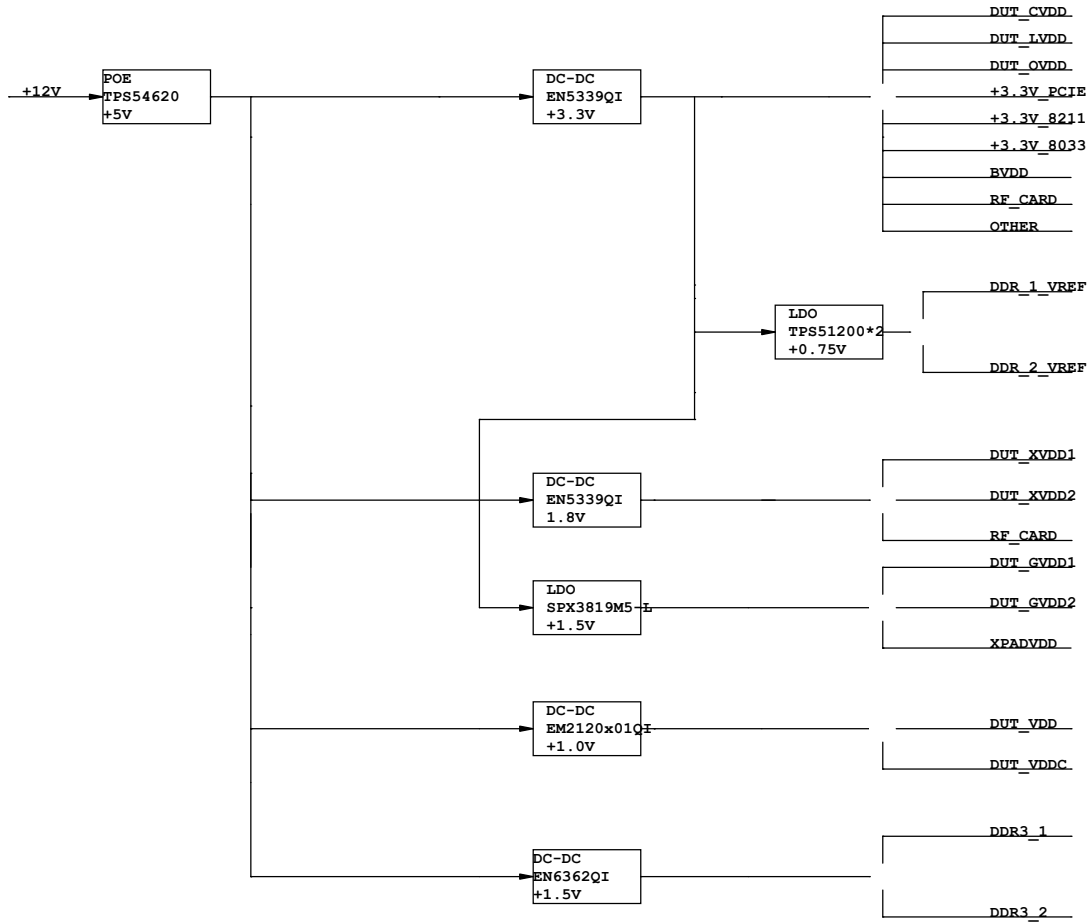 DUT_CVDD
DUT_LVDD
DUT_OVDD
+12V
POE
TPS54620
+5V
DC-DC
EN5339QI
+3.3V
+3.3V_PCIE
+3.3V_8211
+3.3V_8033
BVDD
RF_CARD
OTHER
LDO
TPS51200*2
+0.75V
DDR_1_VREF
DDR_2_VREF
DC-DC
EN5339QI
1.8V
DUT_XVDD1
DUT_XVDD2
RF_CARD
LDO
SPX3819M5-L
+1.5V
DUT_GVDD1
DUT_GVDD2
XPADVDD
DC-DC
EM2120x01QI
+1.0V
DUT_VDD
DUT_VDDC
DC-DC
EN6362QI
+1.5V
DDR3_1
DDR3_2